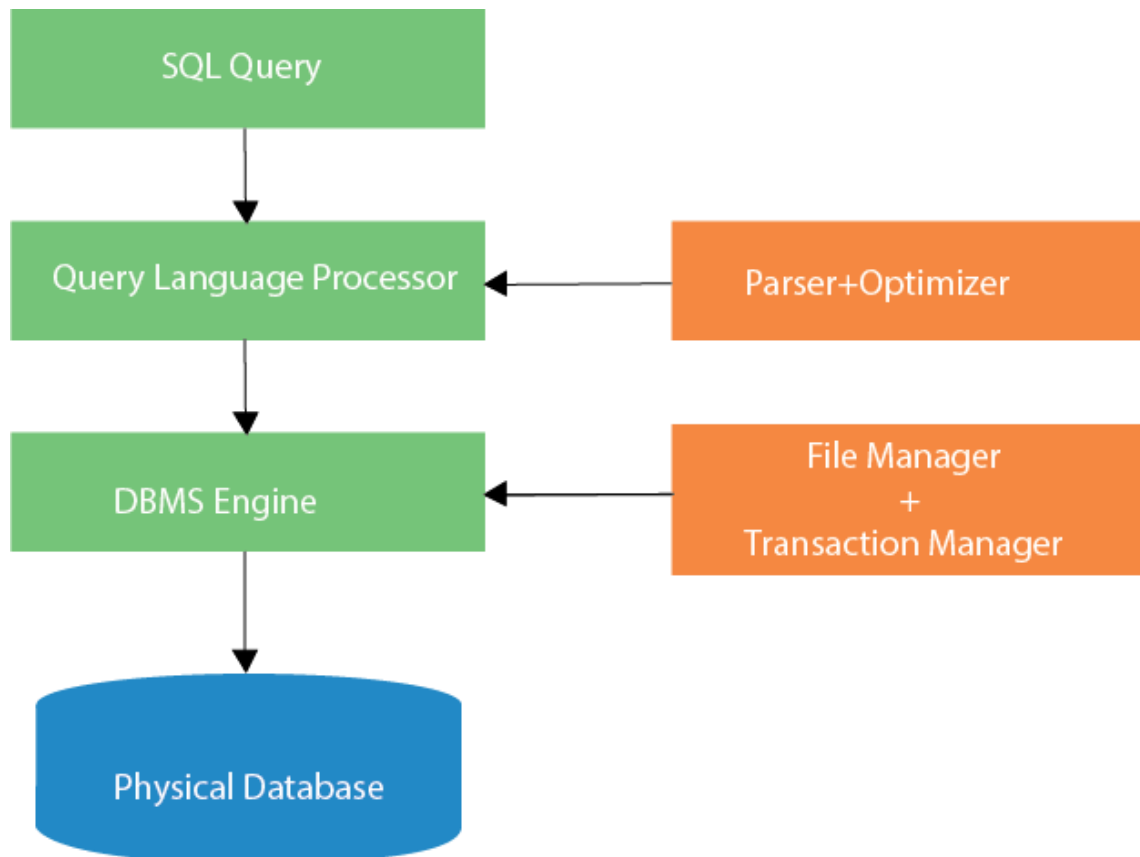 SQL Query
Query Language Processor
Parser+Optimizer
DBMS Engine
File Manager
+
Transaction Manager
Physical Database